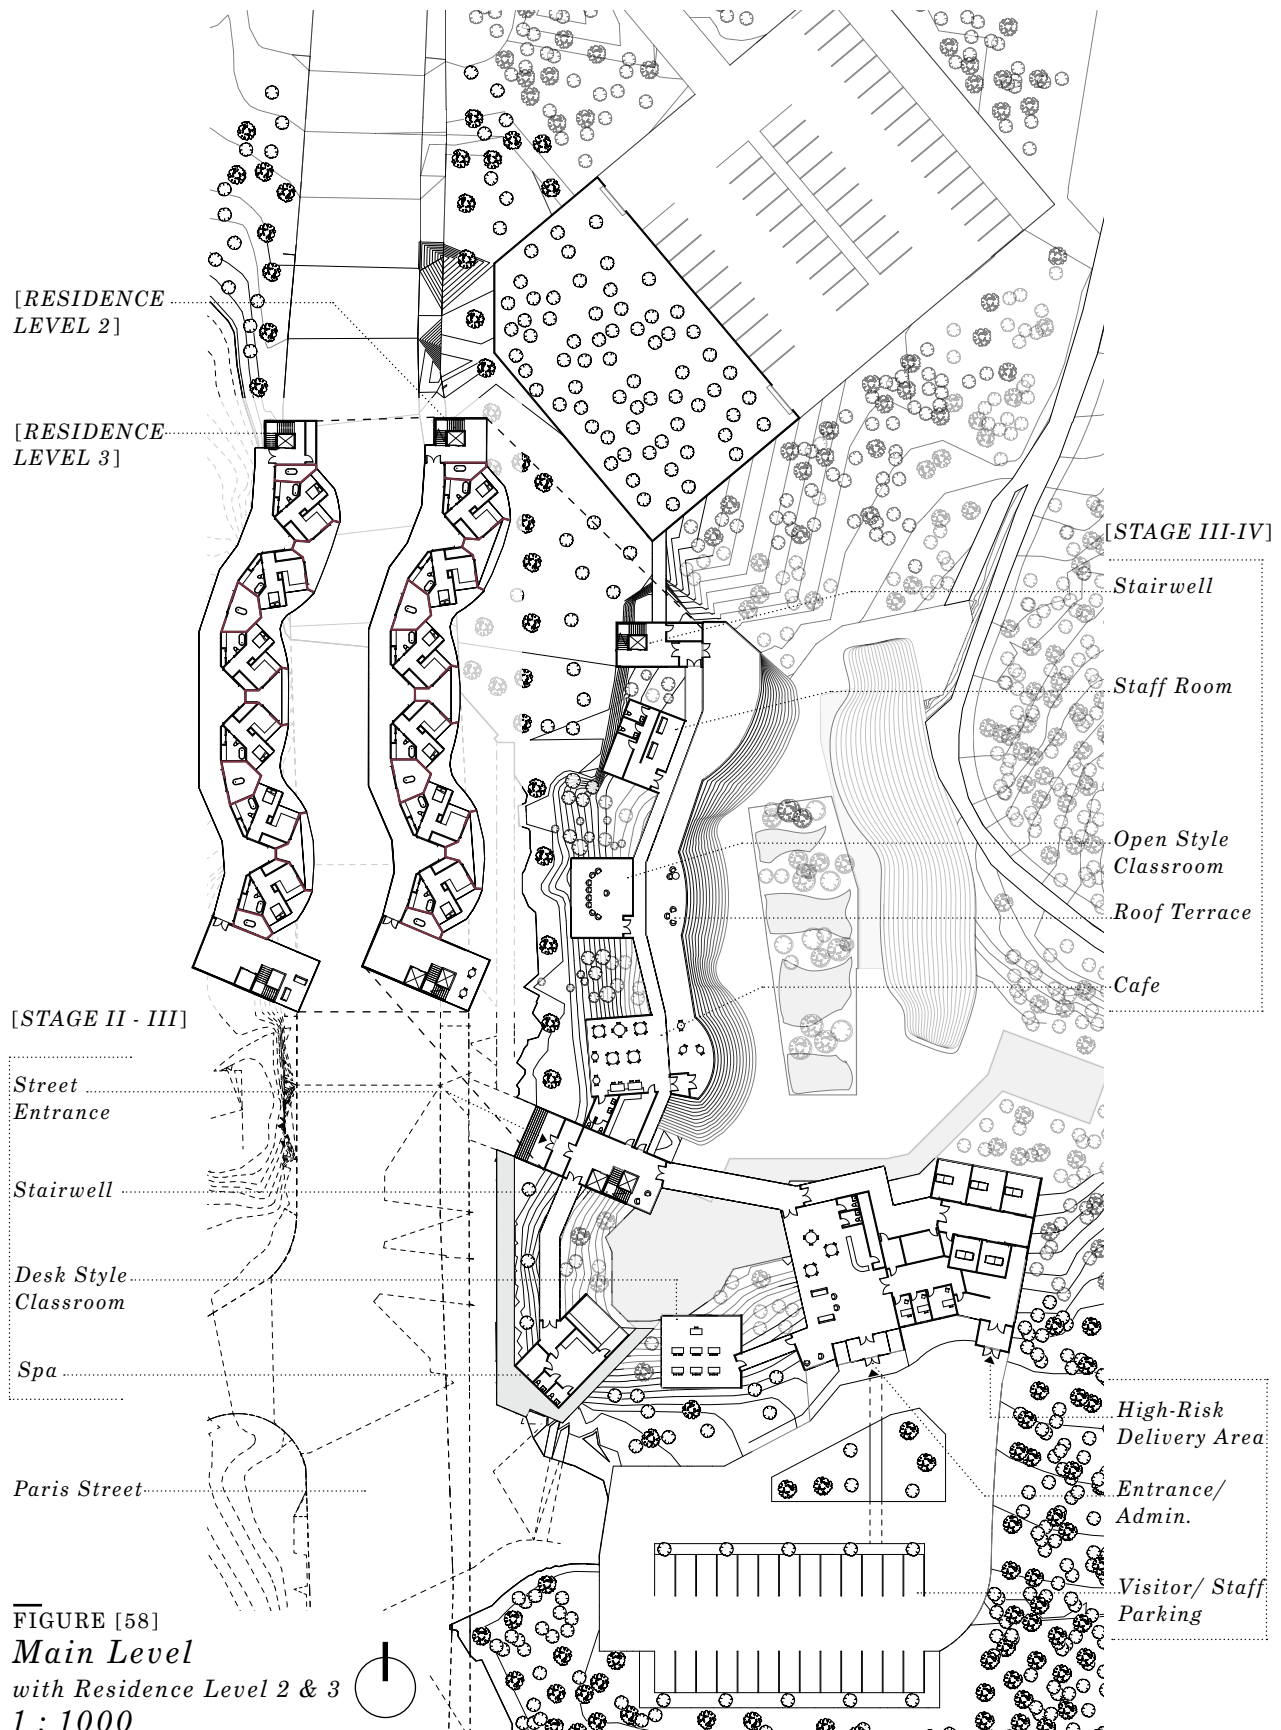 [RESIDENCE
LEVEL 2]
[RESIDENCE
LEVEL 3]
[STAGE II - III]
Street
Entrance
Stairwell
Desk Style
Classroom
Spa
Paris Street
[STAGE III-IV]
Stairwell
Staff Room
Open Style
Classroom
Roof Terrace
Cafe
High-Risk
Delivery Area
Entrance/
Admin.
Visitor/ Staff
Parking
FIGURE [58]
Main Level
with Residence Level 2 & 3
1 : 1000